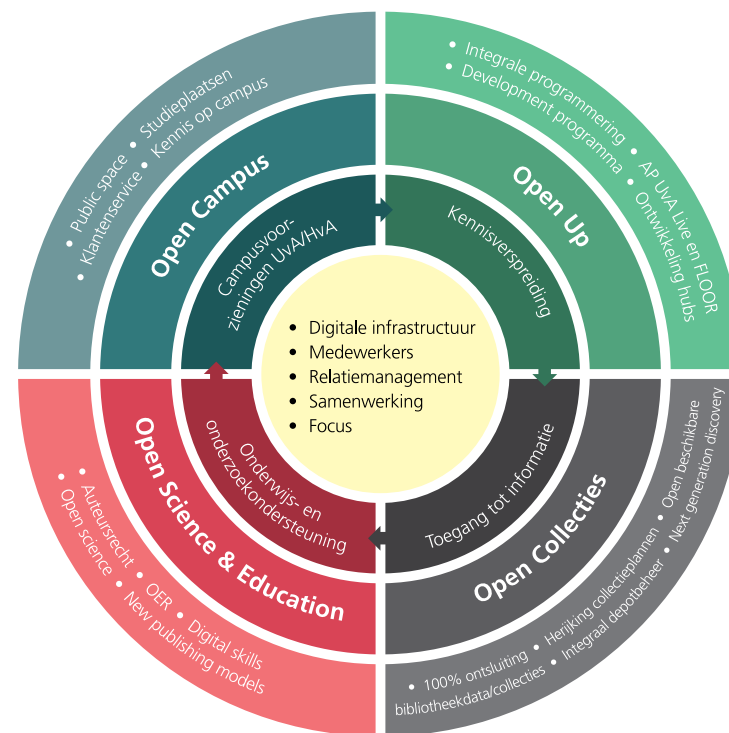 • Public space • Studieplaatsen
• Klantenservice • Kennis op campus
Open Campus
Campusvoor-
zieningen UvA/HvA
• Integrale programmering • AP UvA Live en FLOOR
• Development programma • Ontwikkeling hubs
Open Up
Kennisverspreiding
• Digitale infrastructuur
• Medewerkers
• Relatiemanagement
• Samenwerking
• Focus
Onderwijs- en
onderzoekondersteuning
Open Science & Education
• Auteursrecht • OER • Digital skills
• Open science • New publishing models
Toegang tot informatie
Open Collecties
• 100% ontsluiting • Herijking collectieplannen • Open beschikbare
bibliotheekdata/collecties • Integraal depotbeheer • Next generation discovery